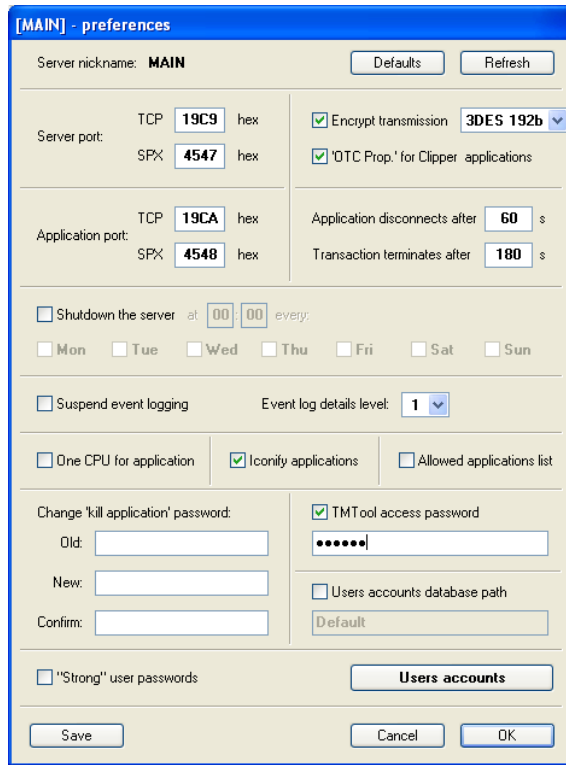 [MAIN] - preferences
Server nickname: MAIN Defaults Refresh
Server port: TCP 19C9 hex
SPX 4547 hex
Encrypt transmission 3DES 192b
'OTC Prop.' for Clipper applications
Application port: TCP 19CA hex
SPX 4548 hex
Application disconnects after 60 s
Transaction terminates after 180 s
Shutdown the server at 00 : 00 every:
Mon Tue Wed Thu Fri Sat Sun
Suspend event logging Event log details level: 1
One CPU for application Iconify applications Allowed applications list
Change 'kill application' password:
Old:
New:
Confirm:
TMTool access password
••••••
Users accounts database path
Default
"Strong" user passwords Users accounts
Save Cancel OK